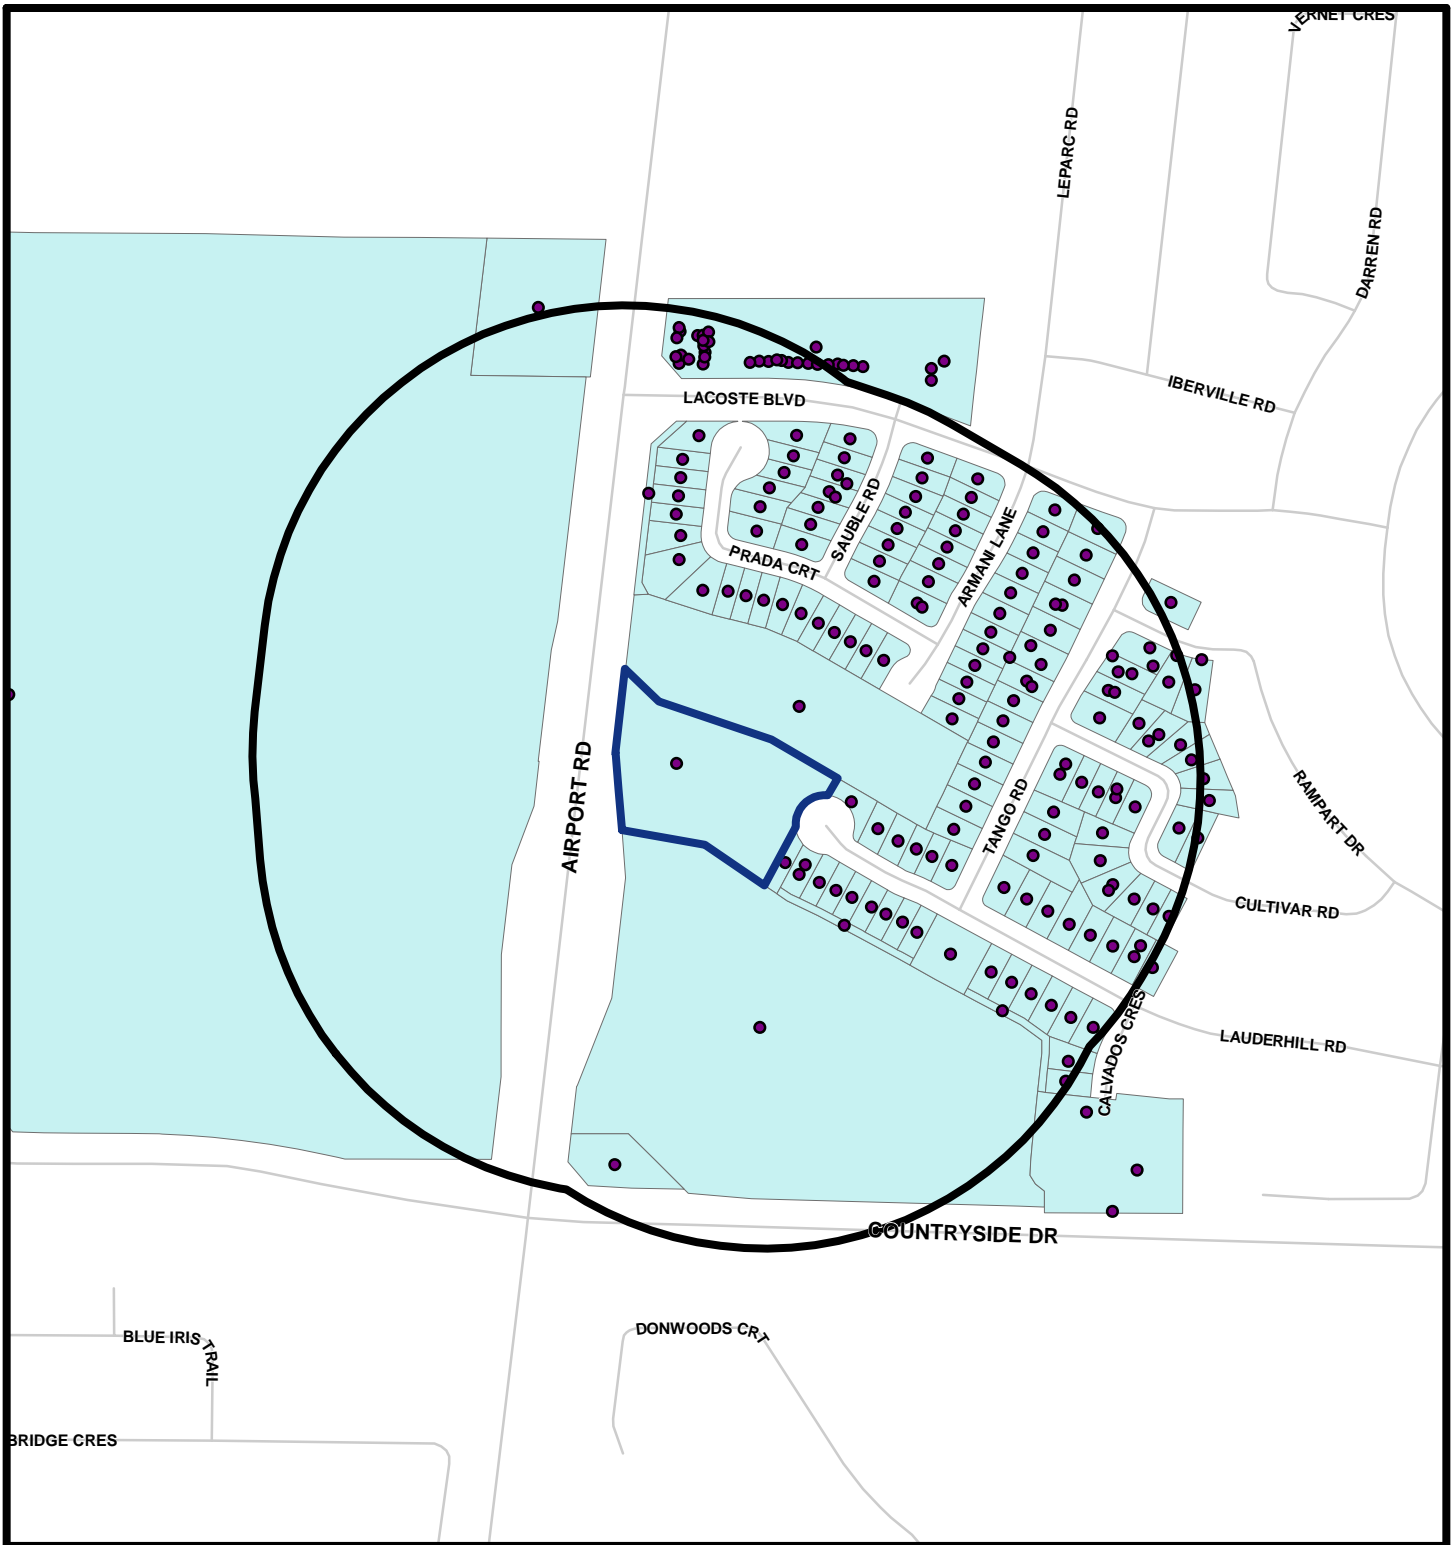 VERNET CRES
LEPARC RD
DARREN RD
IBERVILLE RD
LACOSTE BLVD
SAUBLE RD
ARMANI LANE
PRADA CRT
AIRPORT RD
TANGO RD
RAMPART DR
CULTIVAR RD
LAUDERHILL RD
CALVADOS CRES
COUNTRYSIDE DR
BLUE IRIS TRAIL
DONWOODS CRT
BRIDGE CRES